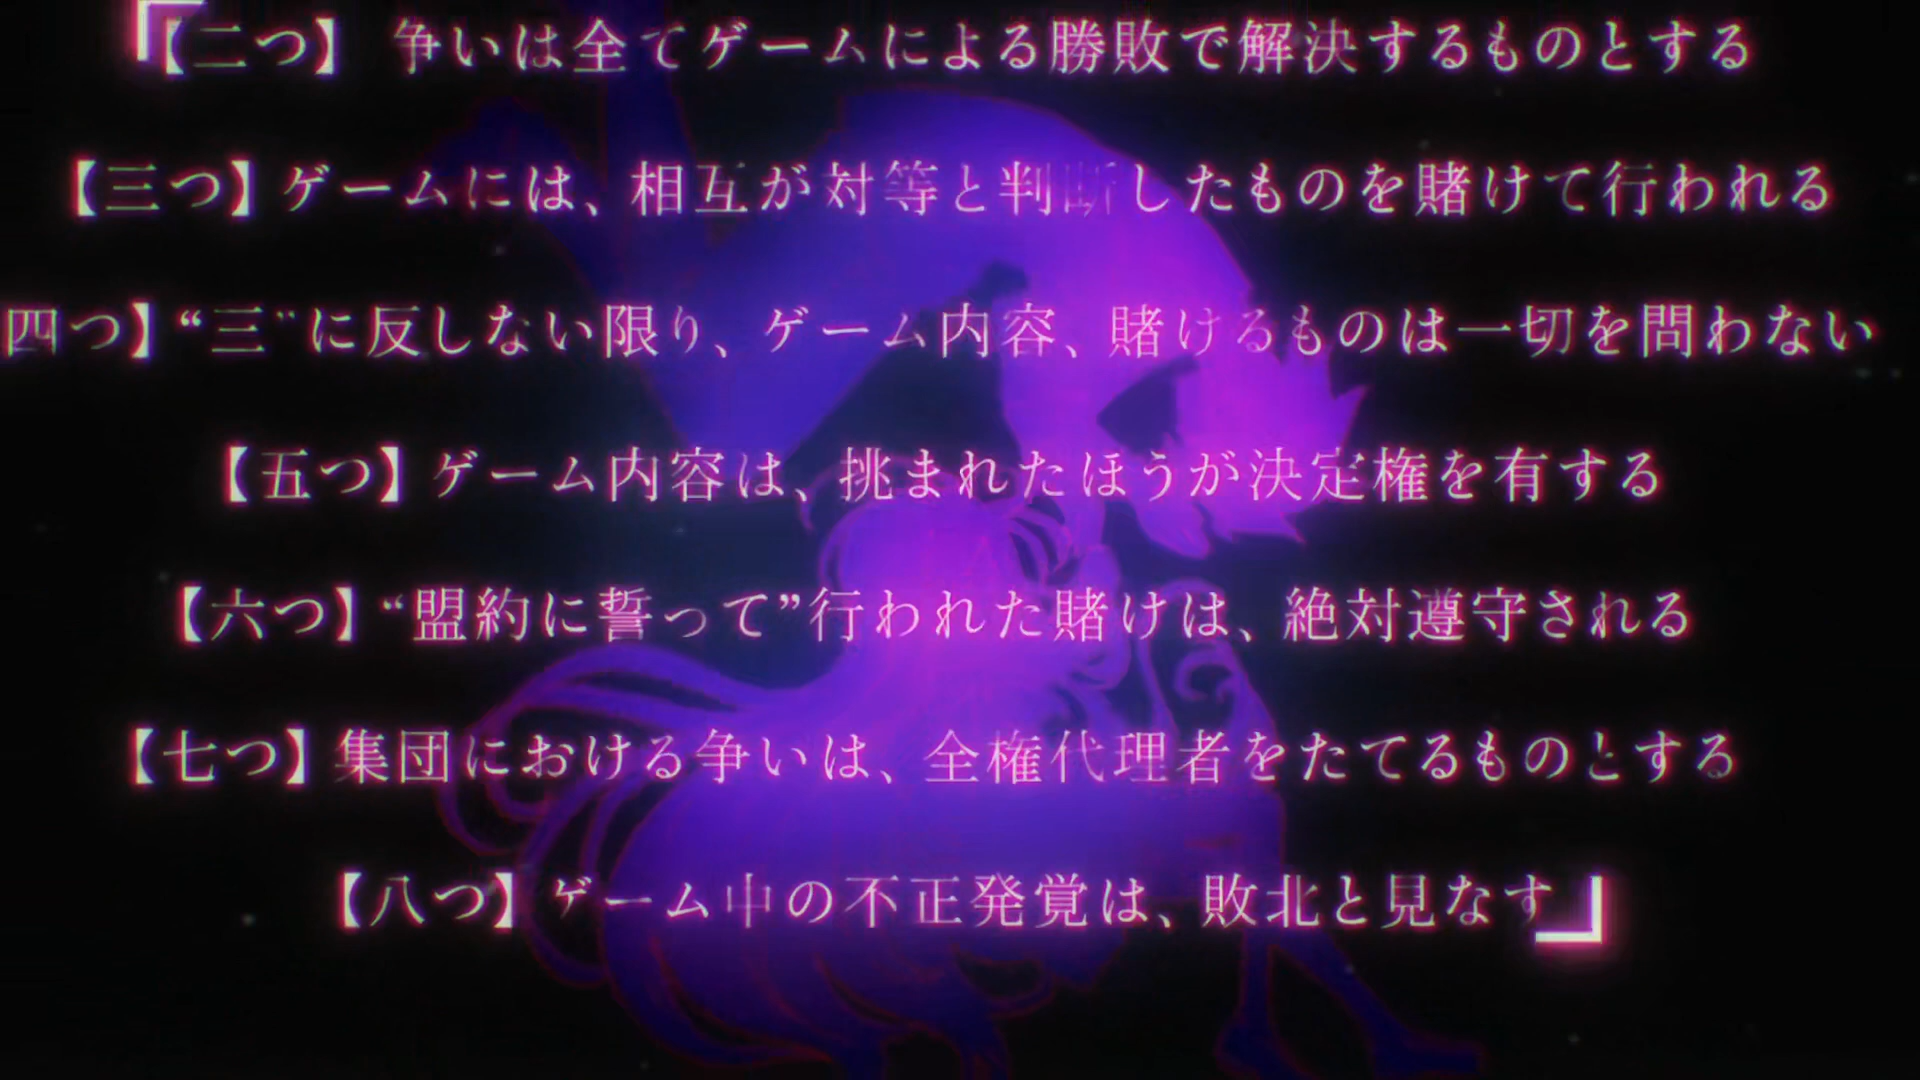 『【二つ】 争いは全てゲームによる勝敗で解決するものとする
【三つ】ゲームには、相互が対等と判断したものを賭けて行われる
四つ】“三”に反しない限り、ゲーム内容、賭けるものは一切を問わない
【五つ】ゲーム内容は、挑まれたほうが決定権を有する
【六つ】“盟約に誓って”行われた賭けは、絶対遵守される
【七つ】集団における争いは、全権代理者をたてるものとする
【八つ】ゲーム中の不正発覚は、敗北と見なす』